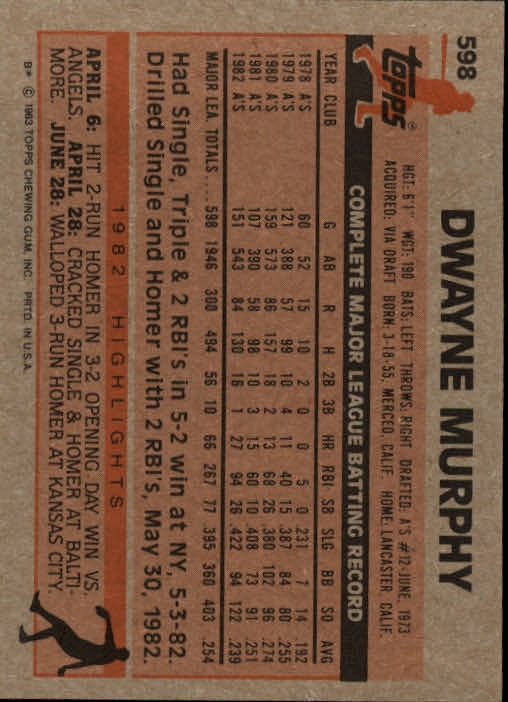 598
topps®
DWAYNE MURPHY
HGT: 6'1" WGT: 190 BATS: LEFT THROWS: RIGHT DRAFTED: A'S #12-JUNE, 1973
ACQUIRED: VIA DRAFT BORN: 3-18-55, MERCED, CALIF. HOME: LANCASTER CALIF.
COMPLETE MAJOR LEAGUE BATTING RECORD
YEAR CLUB G AB R H 2B 3B HR RBI SB SLG BB SO AVG
1978 A'S 60 52 15 10 2 0 0 5 0 .231 7 14 .192
1979 A'S 121 388 57 99 10 4 11 40 15 .387 84 80 .255
1980 A'S 159 573 86 157 18 2 13 68 26 .380 102 96 .274
1981 A'S 107 390 58 98 10 3 15 60 10 .408 73 91 .251
1982 A'S 151 543 84 130 16 1 27 94 26 .422 94 122 .239
MAJOR LEA. TOTALS .... 598 1946 300 494 56 10 66 267 77 .395 360 403 .254
Had Single, Triple & 2 RBI's in 5-2 win at NY, 5-3-82.
Drilled Single and Homer with 2 RBI's, May 30, 1982.
1982 HIGHLIGHTS
APRIL 6: HIT 2-RUN HOMER IN 3-2 OPENING DAY WIN VS.
ANGELS. APRIL 28: CRACKED SINGLE & HOMER AT BALTI-
MORE. JUNE 28: WALLOPED 3-RUN HOMER AT KANSAS CITY.
B* © 1983 TOPPS CHEWING GUM, INC. PRTD. IN U.S.A.